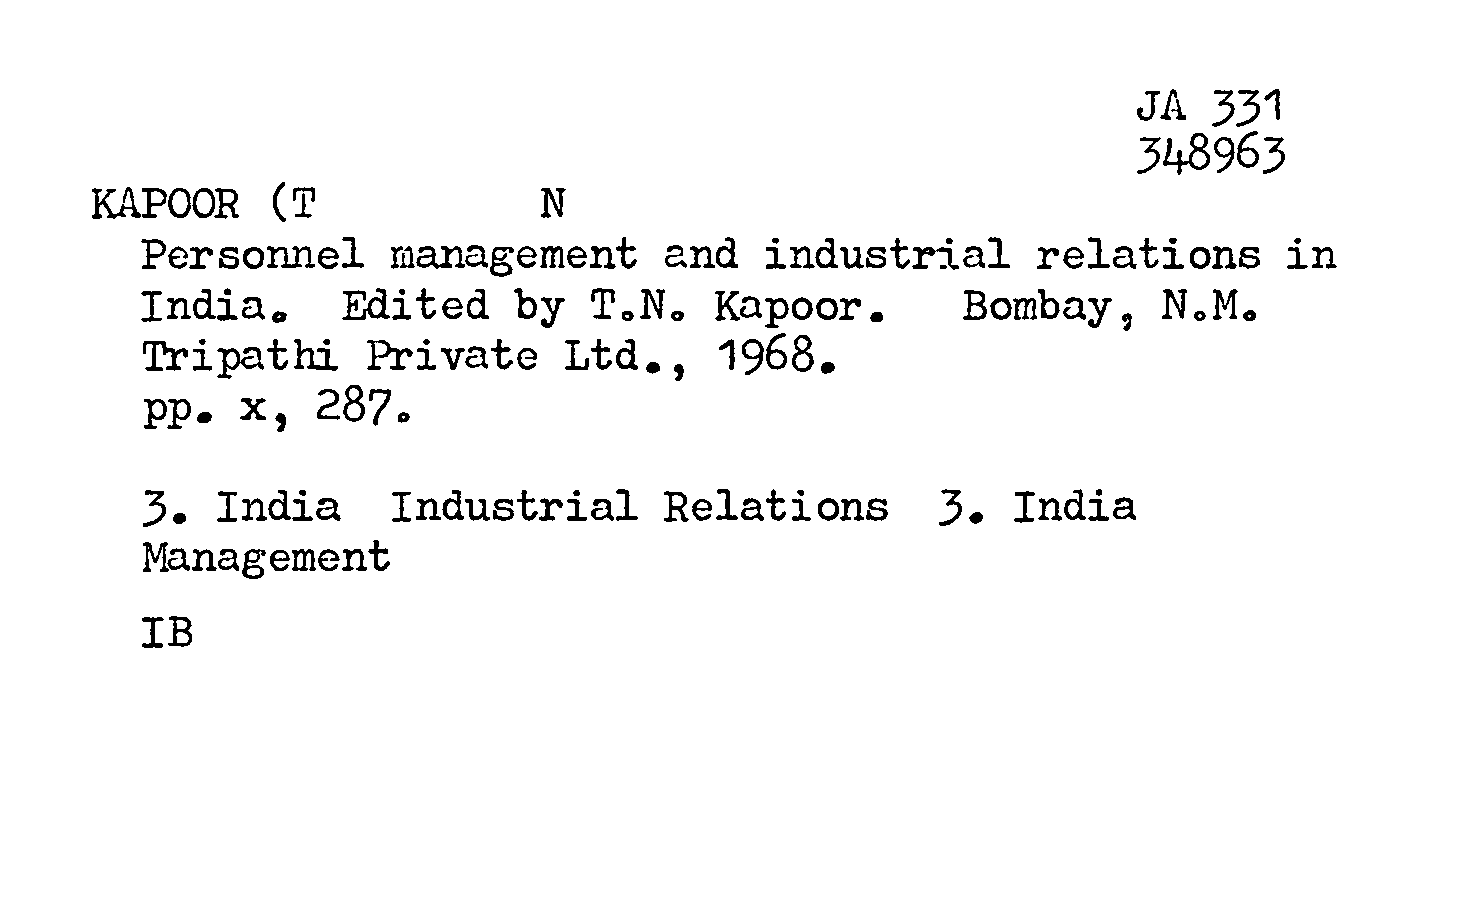 JA 331
348963
KAPOOR (T N
Personnel management and industrial relations in
India. Edited by T.N. Kapoor. Bombay, N.M.
Tripathi Private Ltd., 1968.
pp. x, 287.
3. India Industrial Relations 3. India
Management
IB